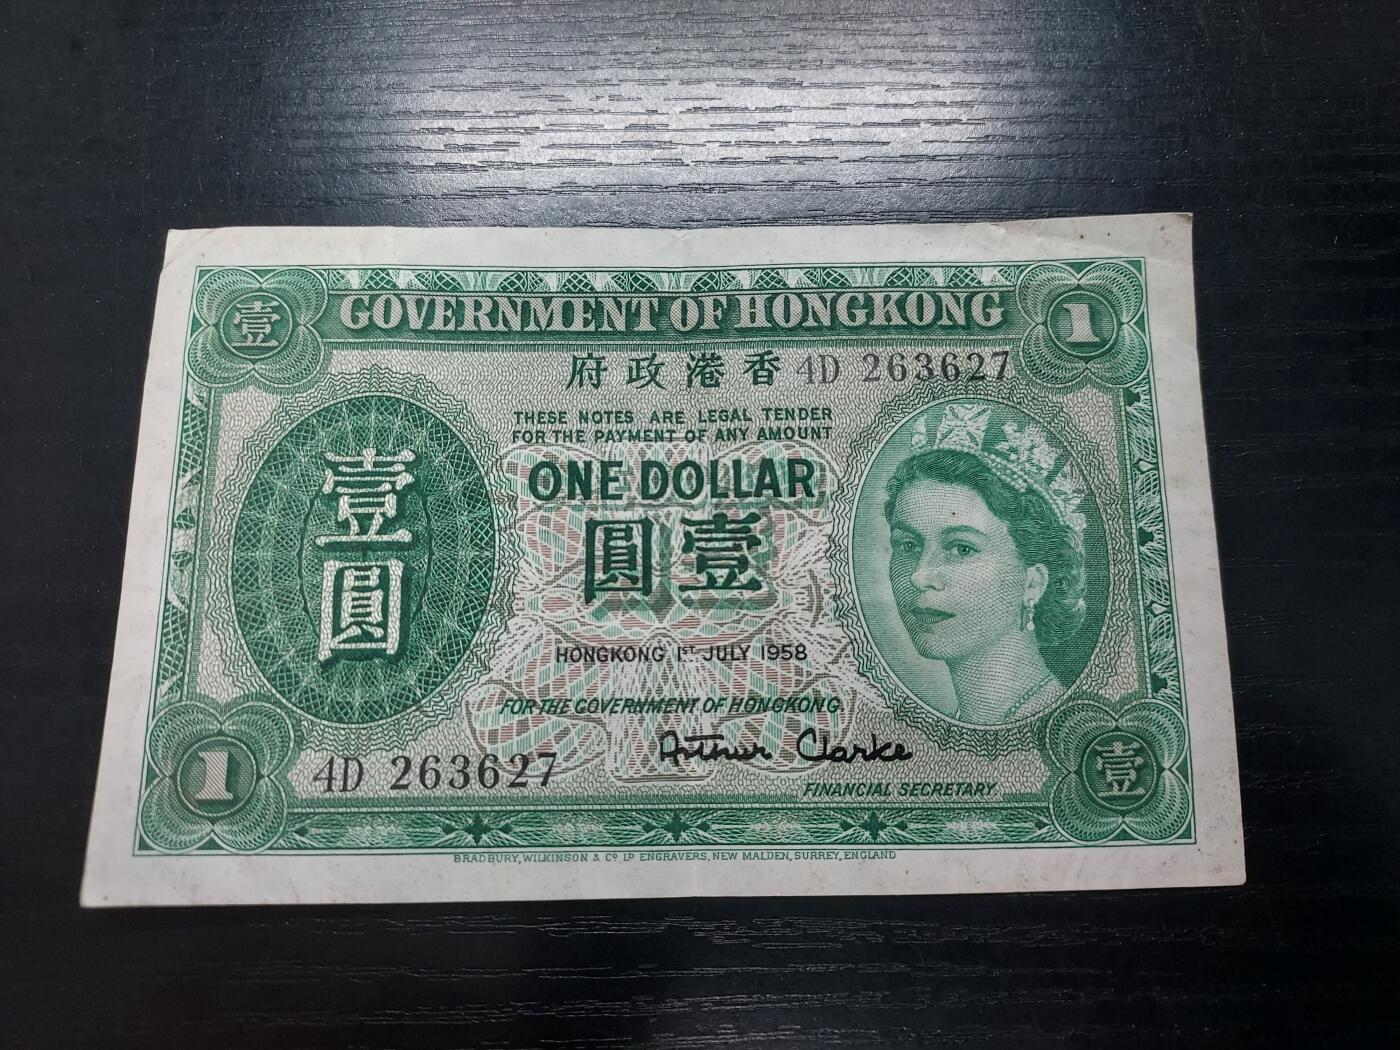 壹
GOVERNMENT OF HONGKONG
1
府政港香
4D 263627
THESE NOTES ARE LEGAL TENDER
FOR THE PAYMENT OF ANY AMOUNT
ONE DOLLAR
圓壹
壹
圓
HONGKONG 1ST JULY 1958
FOR THE GOVERNMENT OF HONGKONG.
Arthur Clarke
FINANCIAL SECRETARY.
4D 263627
1
壹
BRADBURY, WILKINSON & Co LD ENGRAVERS, NEW MALDEN, SURREY, ENGLAND